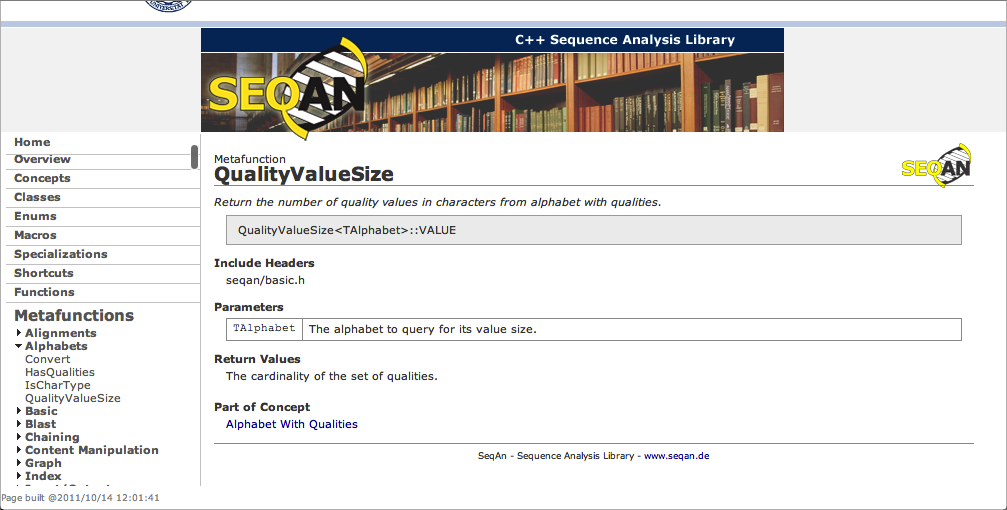 C++ Sequence Analysis Library
SEQAN
Home
Overview
Concepts
Classes
Enums
Macros
Specializations
Shortcuts
Functions
Metafunctions
Alignments
Alphabets
Convert
HasQualities
IsCharType
QualityValueSize
Basic
Blast
Chaining
Content Manipulation
Graph
Index
Page built @2011/10/14 12:01:41
Metafunction
QualityValueSize
SEQAN
Return the number of quality values in characters from alphabet with qualities.
QualityValueSize<TAlphabet>::VALUE
Include Headers
seqan/basic.h
Parameters
TAlphabet The alphabet to query for its value size.
Return Values
The cardinality of the set of qualities.
Part of Concept
Alphabet With Qualities
SeqAn - Sequence Analysis Library - www.seqan.de